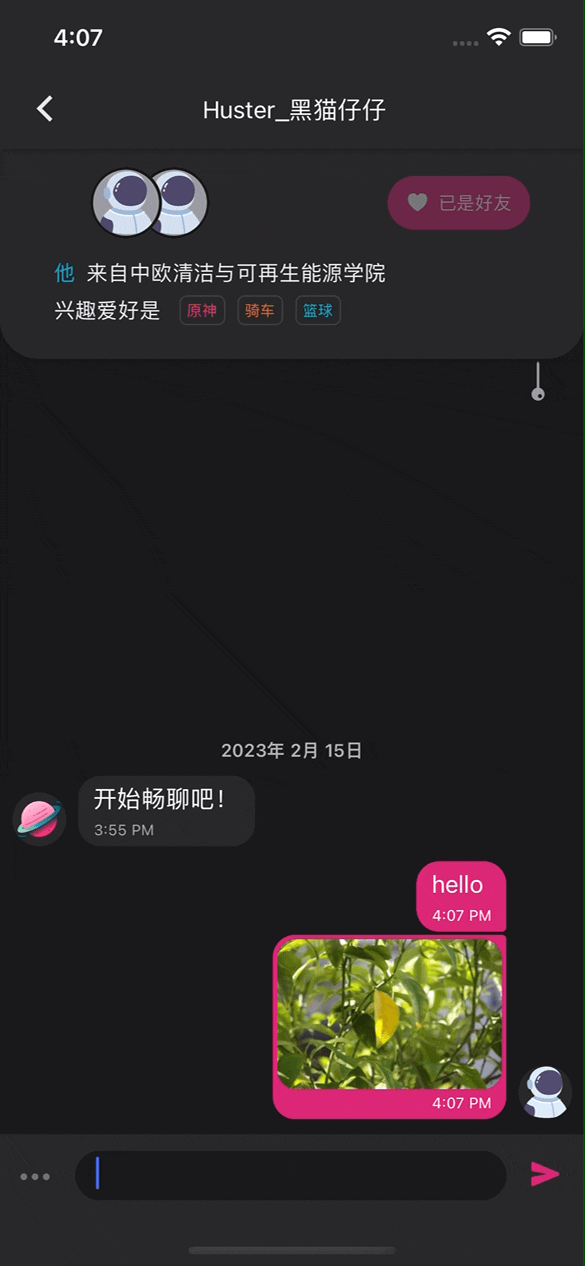 4:07
Huster_黑猫仔仔
已是好友
他 来自中欧清洁与可再生能源学院
兴趣爱好是 原神 骑车 篮球
2023年 2月 15日
开始畅聊吧！
3:55 PM
hello
4:07 PM
4:07 PM